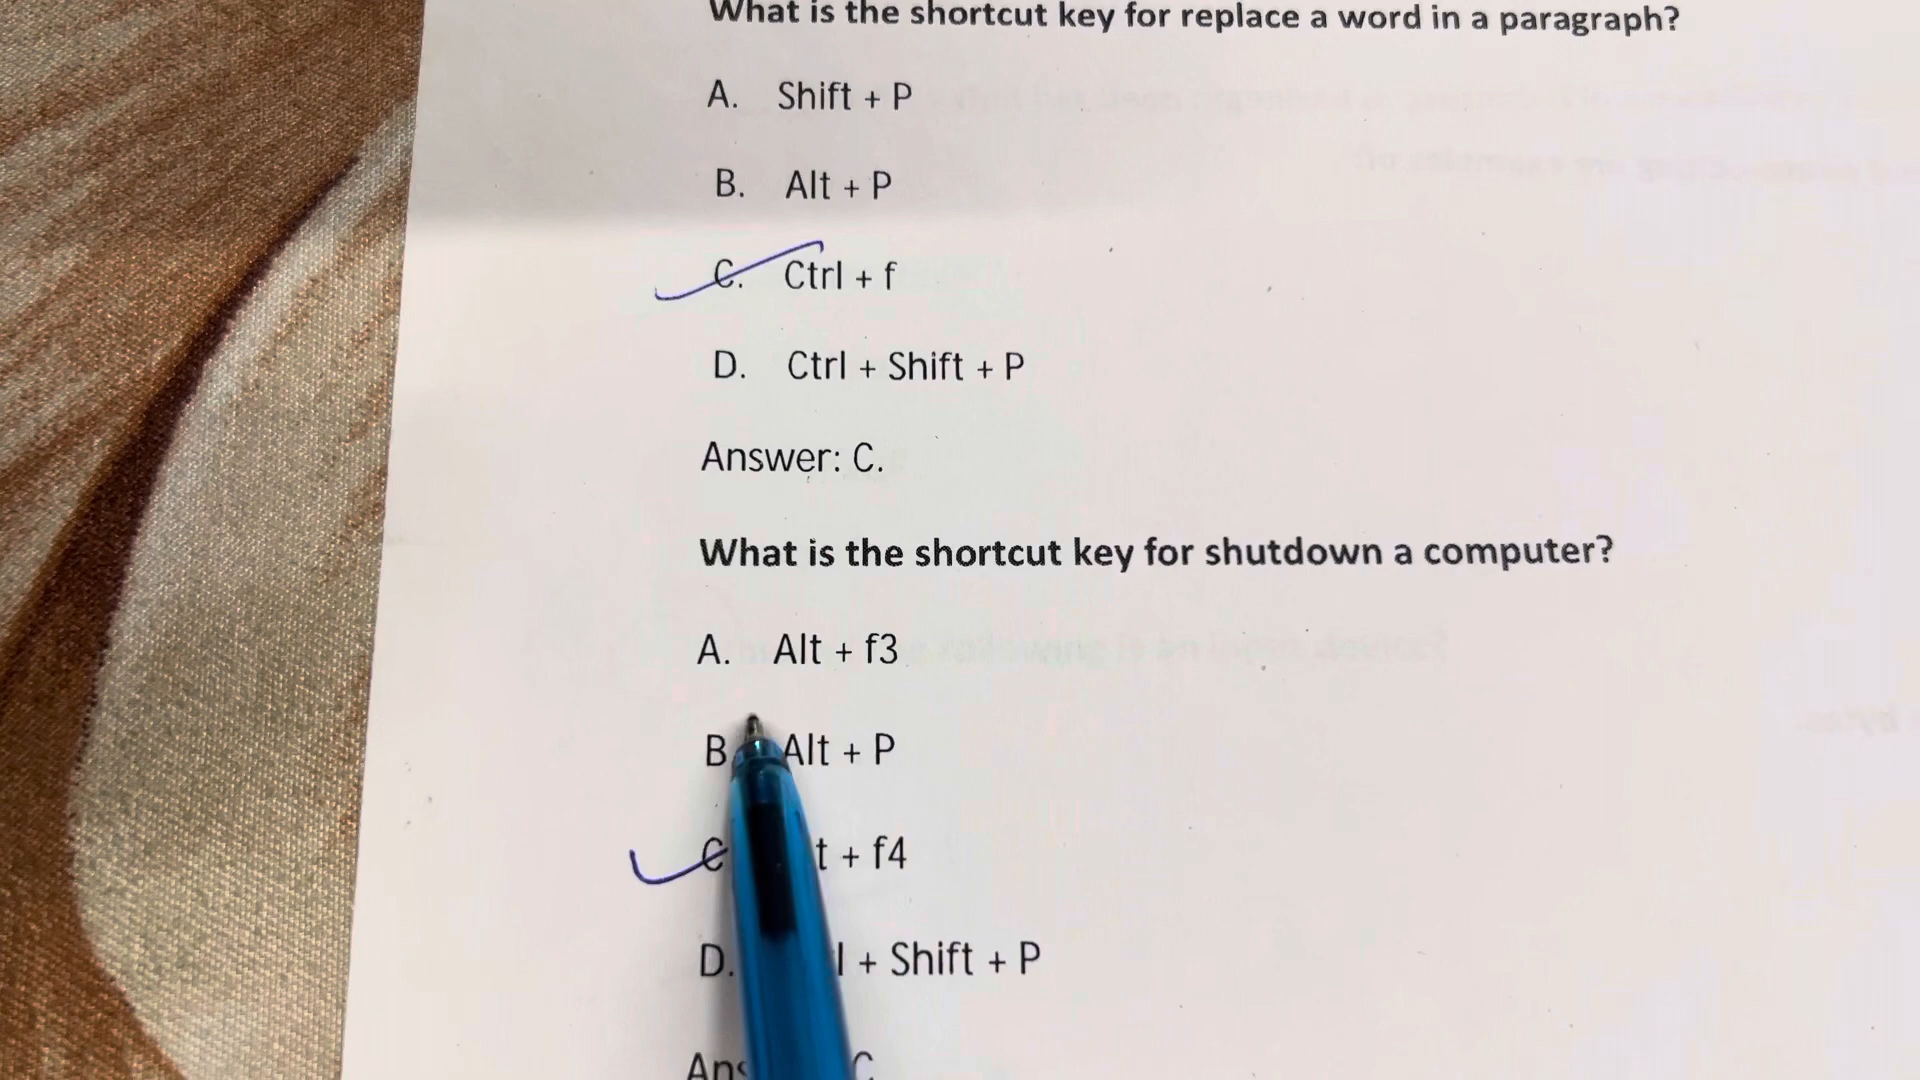 What is the shortcut key for replace a word in a paragraph?
A. Shift + P
B. Alt + P
C. Ctrl + f
D. Ctrl + Shift + P
Answer: C.
What is the shortcut key for shutdown a computer?
A. Alt + f3
B Alt + P
C t + f4
D. l + Shift + P
Ans C